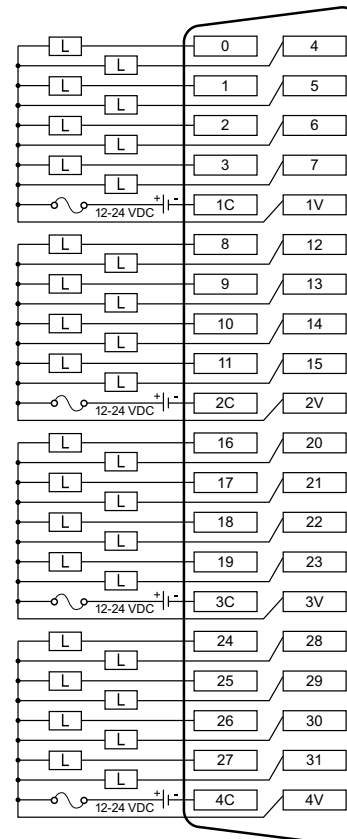 L 0 4
L
L 1 5
L
L 2 6
L
L 3 7
L
+ - 1C 1V
12-24 VDC
L 8 12
L
L 9 13
L
L 10 14
L
L 11 15
L
+ - 2C 2V
12-24 VDC
L 16 20
L
L 17 21
L
L 18 22
L
L 19 23
L
+ - 3C 3V
12-24 VDC
L 24 28
L
L 25 29
L
L 26 30
L
L 27 31
L
+ - 4C 4V
12-24 VDC